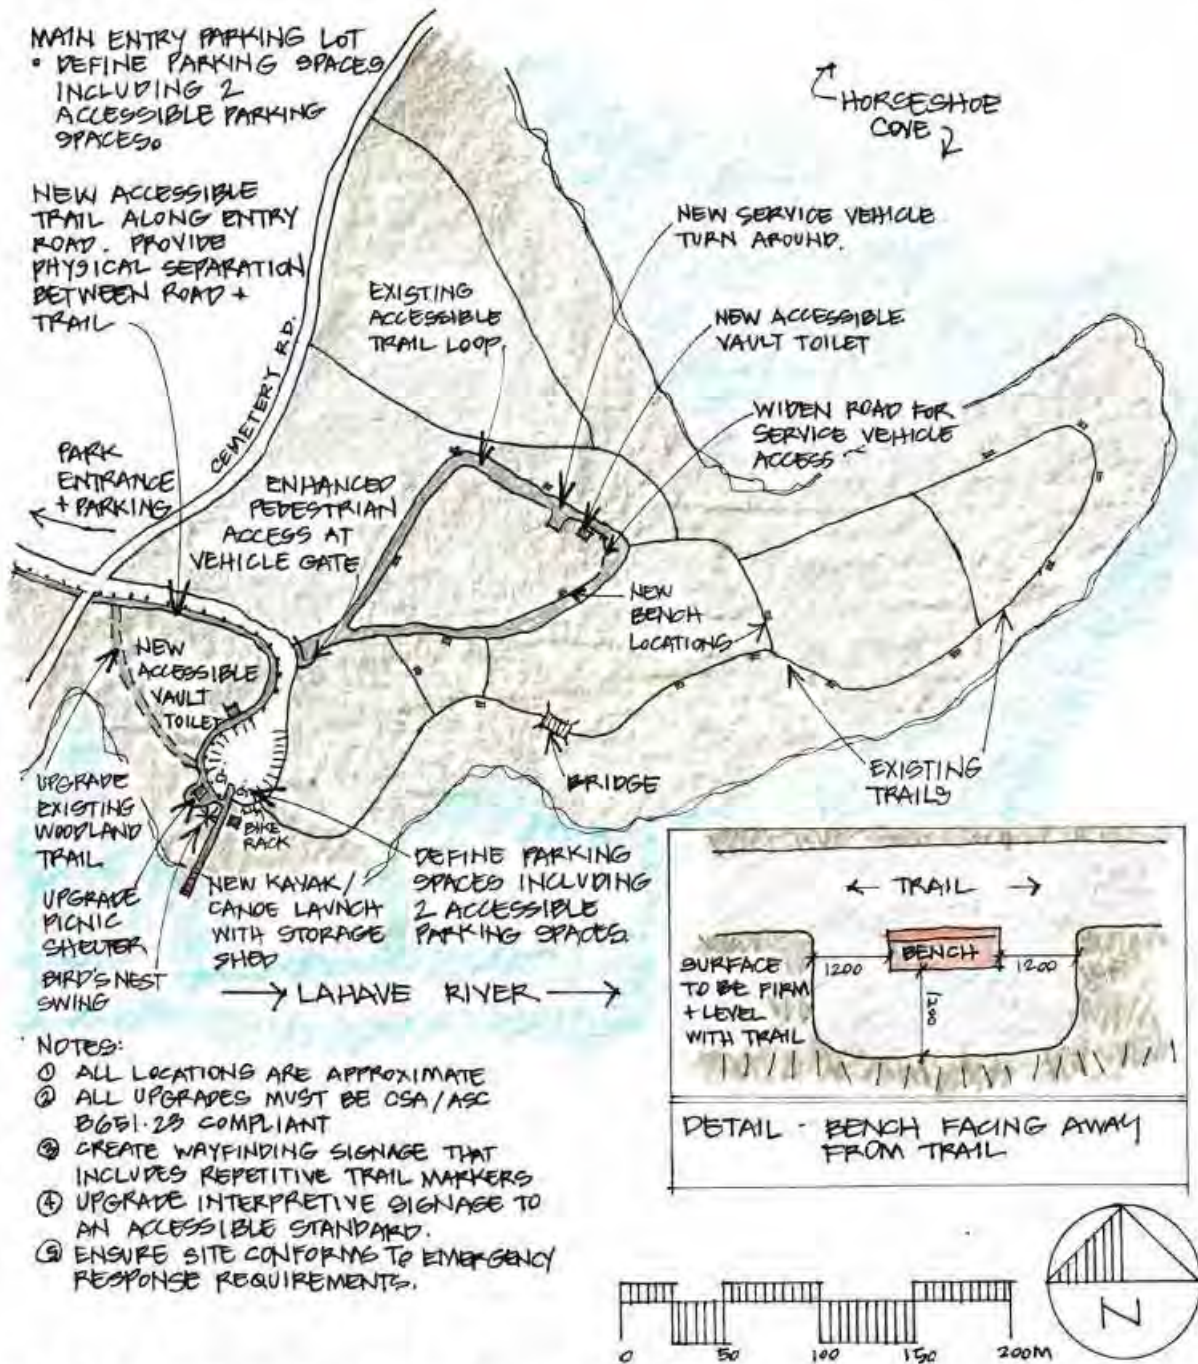 MAIN ENTRY PARKING LOT
• DEFINE PARKING SPACES
INCLUDING 2
ACCESSIBLE PARKING
SPACES.
NEW ACCESSIBLE
TRAIL ALONG ENTRY
ROAD. PROVIDE
PHYSICAL SEPARATION
BETWEEN ROAD +
TRAIL
HORSESHOE
COVE
NEW SERVICE VEHICLE
TURN AROUND.
EXISTING
ACCESSIBLE
TRAIL LOOP.
NEW ACCESSIBLE
VAULT TOILET
WIDEN ROAD FOR
SERVICE VEHICLE
ACCESS
CEMETERY RD.
PARK
ENTRANCE
+ PARKING
ENHANCED
PEDESTRIAN
ACCESS AT
VEHICLE GATE
NEW
BENCH
LOCATIONS
NEW
ACCESSIBLE
VAULT
TOILET
BRIDGE
EXISTING
TRAILS
UPGRADE
EXISTING
WOODLAND
TRAIL
BIKE
RACK
UPGRADE
PICNIC
SHELTER
BIRD'S NEST
SWING
NEW KAYAK/
CANOE LAUNCH
WITH STORAGE
SHED
DEFINE PARKING
SPACES INCLUDING
2 ACCESSIBLE
PARKING SPACES.
LAHAVE RIVER
TRAIL
BENCH
1200 1200
1350
SURFACE
TO BE FIRM
+ LEVEL
WITH TRAIL
DETAIL - BENCH FACING AWAY
FROM TRAIL
NOTES:
① ALL LOCATIONS ARE APPROXIMATE
② ALL UPGRADES MUST BE CSA/ASC
B651.23 COMPLIANT
③ CREATE WAYFINDING SIGNAGE THAT
INCLUDES REPETITIVE TRAIL MARKERS
④ UPGRADE INTERPRETIVE SIGNAGE TO
AN ACCESSIBLE STANDARD.
⑤ ENSURE SITE CONFORMS TO EMERGENCY
RESPONSE REQUIREMENTS.
0 50 100 150 200M
N